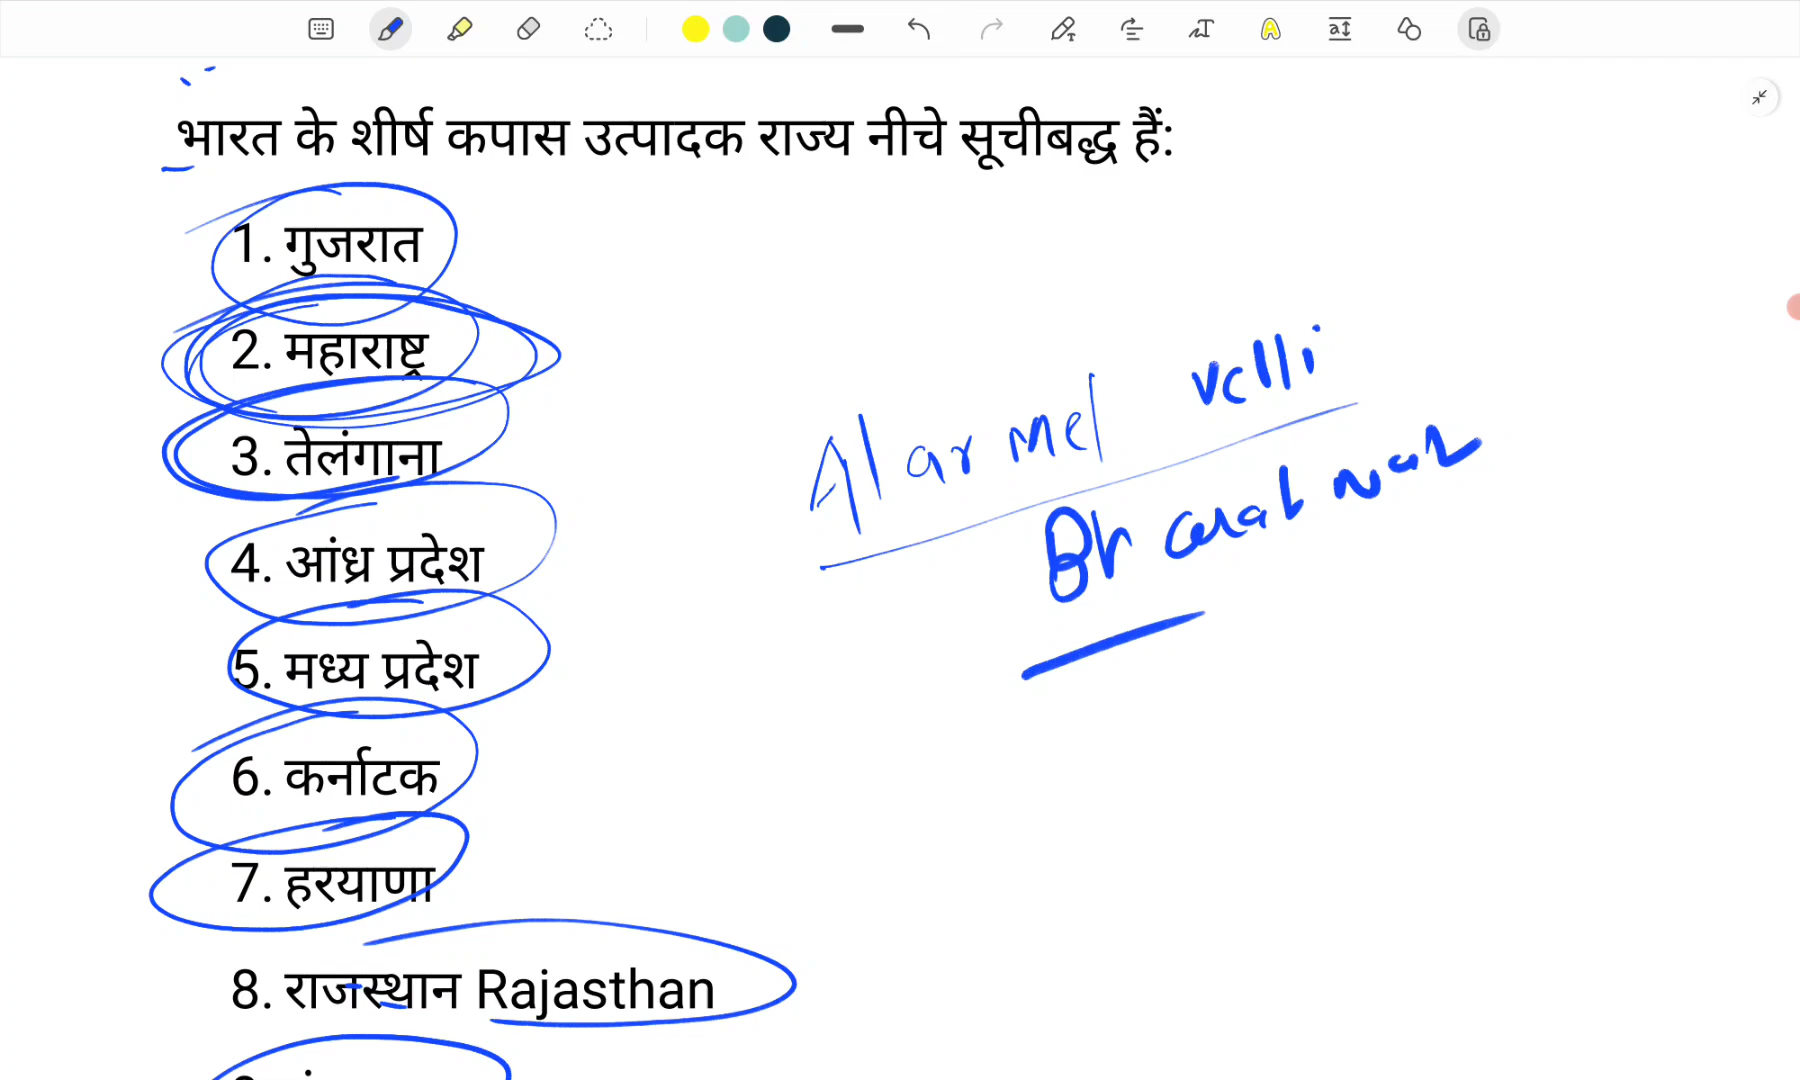 भारत के शीर्ष कपास उत्पादक राज्य नीचे सूचीबद्ध हैं:
1. गुजरात
2. महाराष्ट्र
3. तेलंगाना
4. आंध्र प्रदेश
5. मध्य प्रदेश
6. कर्नाटक
7. हरयाणा
8. राजस्थान Rajasthan
Alarmel valli